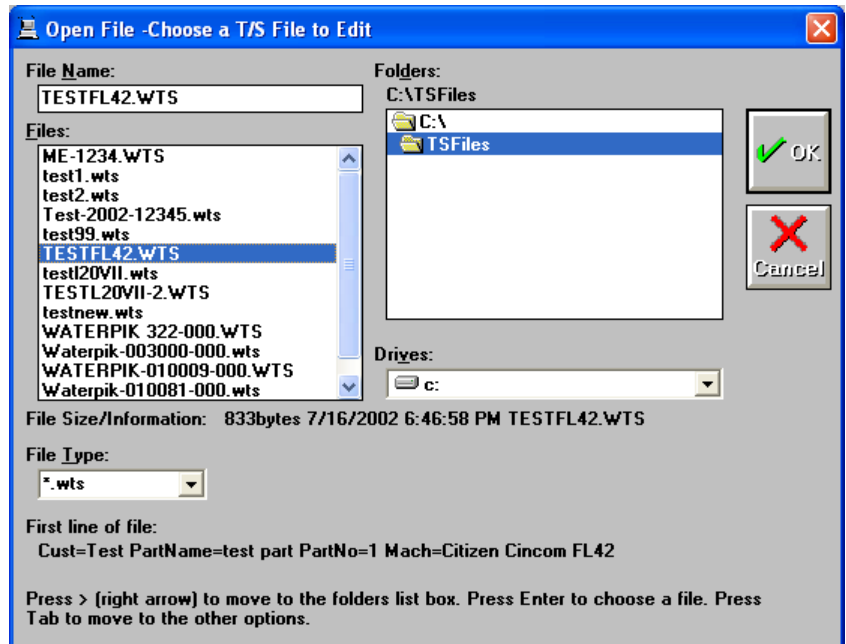 Open File -Choose a T/S File to Edit
File Name:
TESTFL42.WTS
Files:
ME-1234.WTS
test1.wts
test2.wts
Test-2002-12345.wts
test99.wts
TESTFL42.WTS
testl20VII.wts
TESTL20VII-2.WTS
testnew.wts
WATERPIK 322-000.WTS
Waterpik-003000-000.wts
WATERPIK-010009-000.WTS
Waterpik-010081-000.wts
Folders:
C:\TSFiles
C:\
TSFiles
OK
Cancel
Drives:
c:
File Size/Information: 833bytes 7/16/2002 6:46:58 PM TESTFL42.WTS
File Type:
*.wts
First line of file:
Cust=Test PartName=test part PartNo=1 Mach=Citizen Cincom FL42
Press > (right arrow) to move to the folders list box. Press Enter to choose a file. Press
Tab to move to the other options.